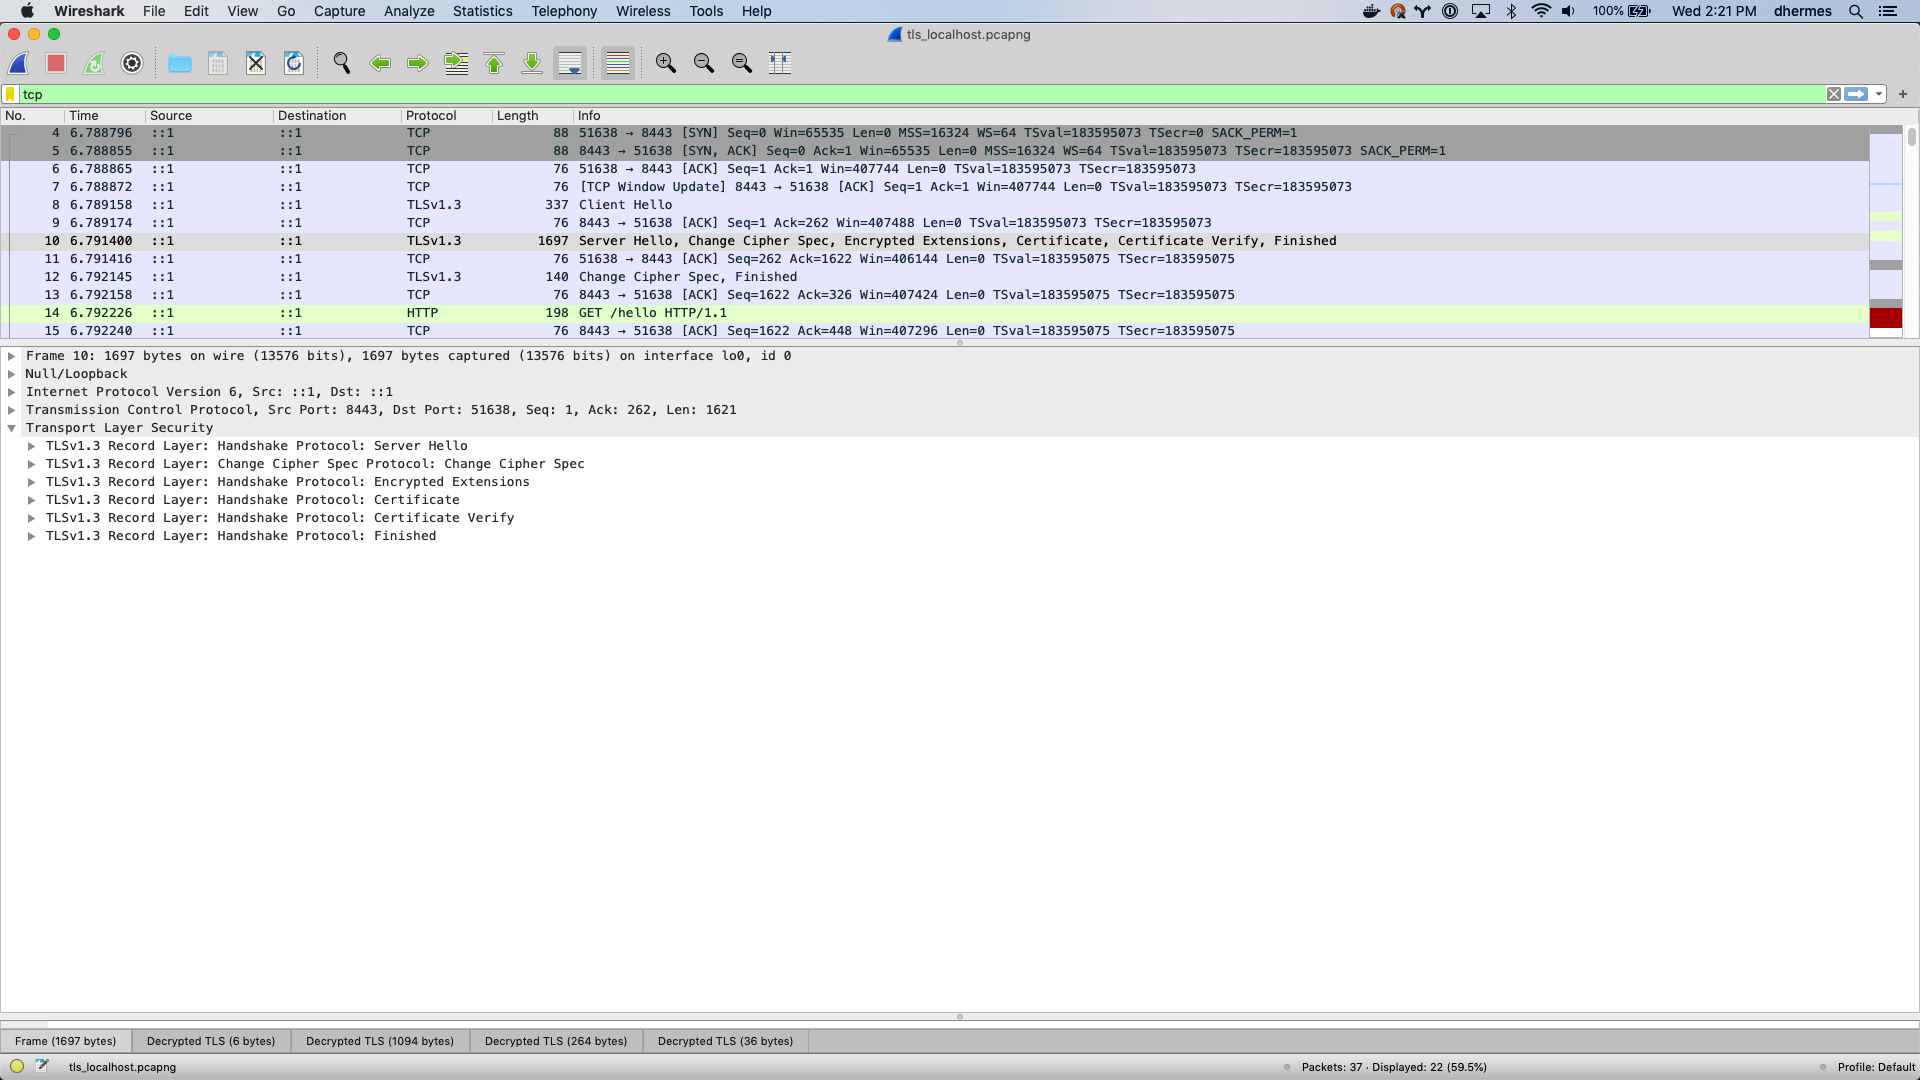 Wireshark File Edit View Go Capture Analyze Statistics Telephony Wireless Tools Help 100% Wed 2:21 PM dhermes
tls_localhost.pcapng
tcp
No. Time Source Destination Protocol Length Info
4 6.788796 ::1 ::1 TCP 88 51638 → 8443 [SYN] Seq=0 Win=65535 Len=0 MSS=16324 WS=64 TSval=183595073 TSecr=0 SACK_PERM=1
5 6.788855 ::1 ::1 TCP 88 8443 → 51638 [SYN, ACK] Seq=0 Ack=1 Win=65535 Len=0 MSS=16324 WS=64 TSval=183595073 TSecr=183595073 SACK_PERM=1
6 6.788865 ::1 ::1 TCP 76 51638 → 8443 [ACK] Seq=1 Ack=1 Win=407744 Len=0 TSval=183595073 TSecr=183595073
7 6.788872 ::1 ::1 TCP 76 [TCP Window Update] 8443 → 51638 [ACK] Seq=1 Ack=1 Win=407744 Len=0 TSval=183595073 TSecr=183595073
8 6.789158 ::1 ::1 TLSv1.3 337 Client Hello
9 6.789174 ::1 ::1 TCP 76 8443 → 51638 [ACK] Seq=1 Ack=262 Win=407488 Len=0 TSval=183595073 TSecr=183595073
10 6.791400 ::1 ::1 TLSv1.3 1697 Server Hello, Change Cipher Spec, Encrypted Extensions, Certificate, Certificate Verify, Finished
11 6.791416 ::1 ::1 TCP 76 51638 → 8443 [ACK] Seq=262 Ack=1622 Win=406144 Len=0 TSval=183595075 TSecr=183595075
12 6.792145 ::1 ::1 TLSv1.3 140 Change Cipher Spec, Finished
13 6.792158 ::1 ::1 TCP 76 8443 → 51638 [ACK] Seq=1622 Ack=326 Win=407424 Len=0 TSval=183595075 TSecr=183595075
14 6.792226 ::1 ::1 HTTP 198 GET /hello HTTP/1.1
15 6.792240 ::1 ::1 TCP 76 8443 → 51638 [ACK] Seq=1622 Ack=448 Win=407296 Len=0 TSval=183595075 TSecr=183595075
Frame 10: 1697 bytes on wire (13576 bits), 1697 bytes captured (13576 bits) on interface lo0, id 0
Null/Loopback
Internet Protocol Version 6, Src: ::1, Dst: ::1
Transmission Control Protocol, Src Port: 8443, Dst Port: 51638, Seq: 1, Ack: 262, Len: 1621
Transport Layer Security
TLSv1.3 Record Layer: Handshake Protocol: Server Hello
TLSv1.3 Record Layer: Change Cipher Spec Protocol: Change Cipher Spec
TLSv1.3 Record Layer: Handshake Protocol: Encrypted Extensions
TLSv1.3 Record Layer: Handshake Protocol: Certificate
TLSv1.3 Record Layer: Handshake Protocol: Certificate Verify
TLSv1.3 Record Layer: Handshake Protocol: Finished
Frame (1697 bytes) Decrypted TLS (6 bytes) Decrypted TLS (1094 bytes) Decrypted TLS (264 bytes) Decrypted TLS (36 bytes)
tls_localhost.pcapng Packets: 37 · Displayed: 22 (59.5%) Profile: Default